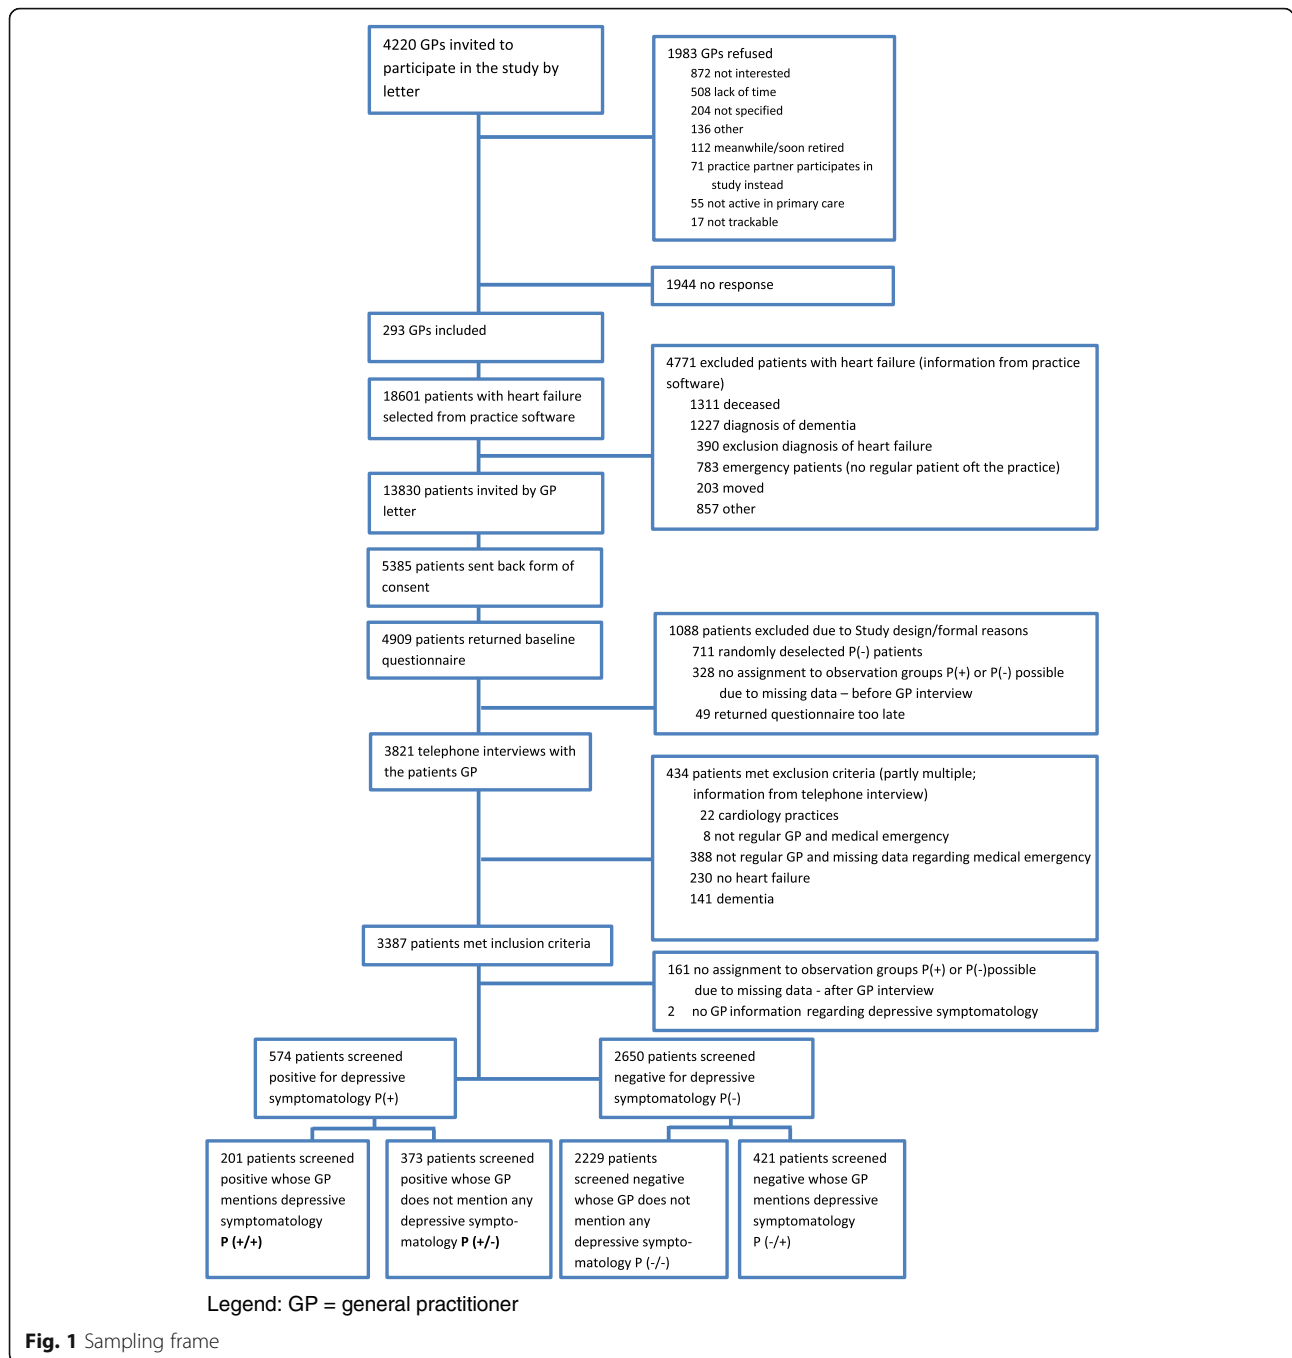 4220 GPs invited to
participate in the study by
letter
1983 GPs refused
872 not interested
508 lack of time
204 not specified
136 other
112 meanwhile/soon retired
71 practice partner participates in
study instead
55 not active in primary care
17 not trackable
1944 no response
293 GPs included
18601 patients with heart failure
selected from practice software
4771 excluded patients with heart failure (information from practice
software)
1311 deceased
1227 diagnosis of dementia
390 exclusion diagnosis of heart failure
783 emergency patients (no regular patient oft the practice)
203 moved
857 other
13830 patients invited by GP
letter
5385 patients sent back form of
consent
4909 patients returned baseline
questionnaire
1088 patients excluded due to Study design/formal reasons
711 randomly deselected P(-) patients
328 no assignment to observation groups P(+) or P(-) possible
due to missing data – before GP interview
49 returned questionnaire too late
3821 telephone interviews with
the patients GP
434 patients met exclusion criteria (partly multiple;
information from telephone interview)
22 cardiology practices
8 not regular GP and medical emergency
388 not regular GP and missing data regarding medical emergency
230 no heart failure
141 dementia
3387 patients met inclusion criteria
161 no assignment to observation groups P(+) or P(-)possible
due to missing data - after GP interview
2 no GP information regarding depressive symptomatology
574 patients screened
positive for depressive
symptomatology P(+)
2650 patients screened
negative for depressive
symptomatology P(-)
201 patients screened
positive whose GP
mentions depressive
symptomatology
P (+/+)
373 patients screened
positive whose GP
does not mention any
depressive sympto-
matology P (+/-)
2229 patients
screened negative
whose GP does not
mention any
depressive sympto-
matology P (-/-)
421 patients screened
negative whose GP
mentions depressive
symptomatology
P (-/+)
Legend: GP = general practitioner
Fig. 1 Sampling frame